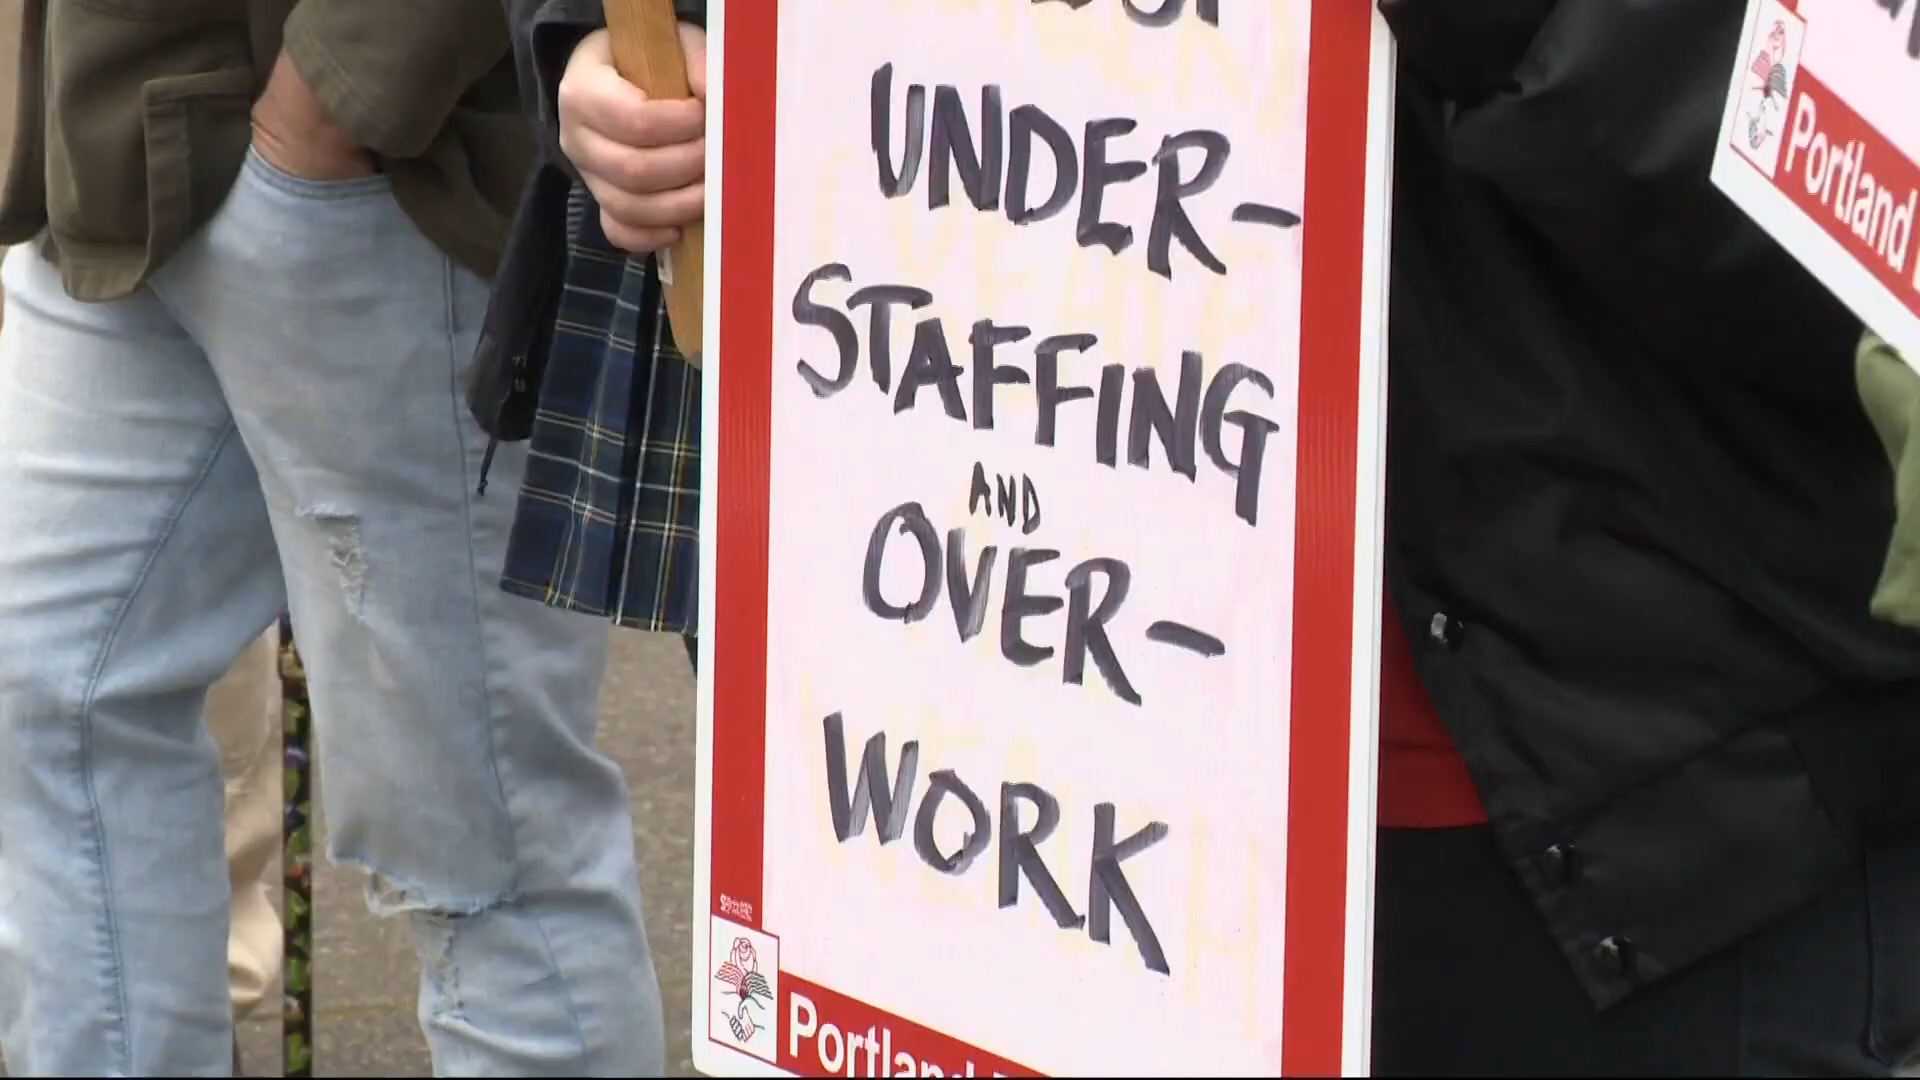 UNDER-
STAFFING
AND
OVER-
WORK
Portland
Portland